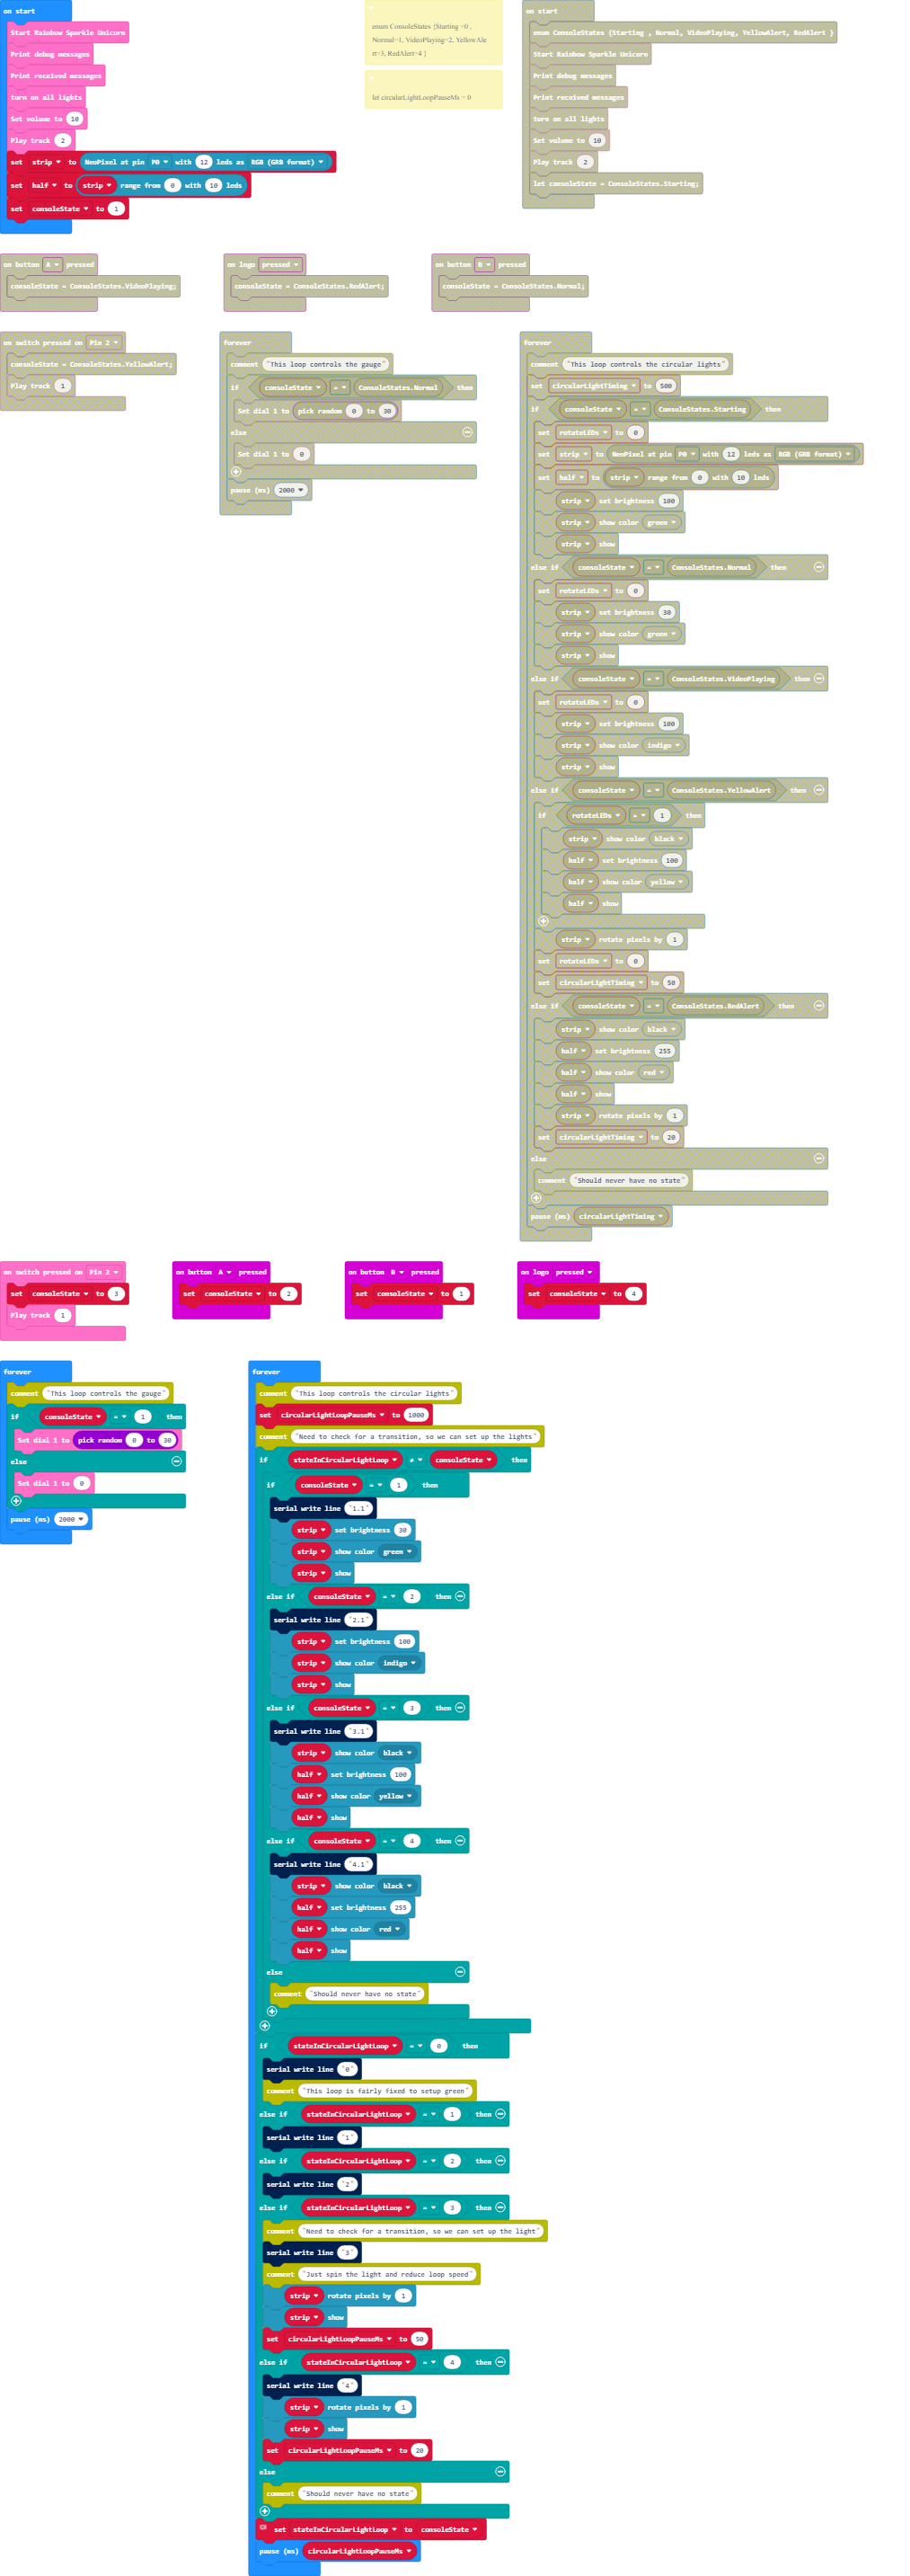 on start
Start Rainbow Sparkle Unicorn
Print debug messages
Print received messages
turn on all lights
Set volume to 10
Play track 2
set strip to NeoPixel at pin P0 with 12 leds as RGB (GRB format)
set half to strip range from 0 with 10 leds
set consoleState to 1
enum ConsoleStates {Starting =0 ,
Normal=1, VideoPlaying=2, YellowAle
rt=3, RedAlert=4 }
let circularLightLoopPauseMs = 0
on start
enum ConsoleStates {Starting , Normal, VideoPlaying, YellowAlert, RedAlert }
Start Rainbow Sparkle Unicorn
Print debug messages
Print received messages
turn on all lights
Set volume to 10
Play track 2
let consoleState = ConsoleStates.Starting;
on button A pressed
consoleState = ConsoleStates.VideoPlaying;
on logo pressed
consoleState = ConsoleStates.RedAlert;
on button B pressed
consoleState = ConsoleStates.Normal;
on switch pressed on Pin 2
consoleState = ConsoleStates.YellowAlert;
Play track 1
forever
comment "This loop controls the gauge"
if consoleState = ConsoleStates.Normal then
Set dial 1 to pick random 0 to 30
else
Set dial 1 to 0
pause (ms) 2000
forever
comment "This loop controls the circular lights"
set circularLightTiming to 500
if consoleState = ConsoleStates.Starting then
set rotateLEDs to 0
set strip to NeoPixel at pin P0 with 12 leds as RGB (GRB format)
set half to strip range from 0 with 10 leds
strip set brightness 100
strip show color green
strip show
else if consoleState = ConsoleStates.Normal then
set rotateLEDs to 0
strip set brightness 30
strip show color green
strip show
else if consoleState = ConsoleStates.VideoPlaying then
set rotateLEDs to 0
strip set brightness 100
strip show color indigo
strip show
else if consoleState = ConsoleStates.YellowAlert then
if rotateLEDs = 1 then
strip show color black
half set brightness 100
half show color yellow
half show
strip rotate pixels by 1
set rotateLEDs to 0
set circularLightTiming to 50
else if consoleState = ConsoleStates.RedAlert then
strip show color black
half set brightness 255
half show color red
half show
strip rotate pixels by 1
set circularLightTiming to 20
else
comment "Should never have no state"
pause (ms) circularLightTiming
on switch pressed on Pin 2
set consoleState to 3
Play track 1
on button A pressed
set consoleState to 2
on button B pressed
set consoleState to 1
on logo pressed
set consoleState to 4
forever
comment "This loop controls the gauge"
if consoleState = 1 then
Set dial 1 to pick random 0 to 30
else
Set dial 1 to 0
pause (ms) 2000
forever
comment "This loop controls the circular lights"
set circularLightLoopPauseMs to 1000
comment "Need to check for a transition, so we can set up the lights"
if stateInCircularLightLoop ≠ consoleState then
if consoleState = 1 then
serial write line "1.1"
strip set brightness 30
strip show color green
strip show
else if consoleState = 2 then
serial write line "2.1"
strip set brightness 100
strip show color indigo
strip show
else if consoleState = 3 then
serial write line "3.1"
strip show color black
half set brightness 100
half show color yellow
half show
else if consoleState = 4 then
serial write line "4.1"
strip show color black
half set brightness 255
half show color red
half show
else
comment "Should never have no state"
if stateInCircularLightLoop = 0 then
serial write line "0"
comment "This loop is fairly fixed to setup green"
else if stateInCircularLightLoop = 1 then
serial write line "1"
else if stateInCircularLightLoop = 2 then
serial write line "2"
else if stateInCircularLightLoop = 3 then
comment "Need to check for a transition, so we can set up the light"
serial write line "3"
comment "Just spin the light and reduce loop speed"
strip rotate pixels by 1
strip show
set circularLightLoopPauseMs to 50
else if stateInCircularLightLoop = 4 then
serial write line "4"
strip rotate pixels by 1
strip show
set circularLightLoopPauseMs to 20
else
comment "Should never have no state"
set stateInCircularLightLoop to consoleState
pause (ms) circularLightLoopPauseMs